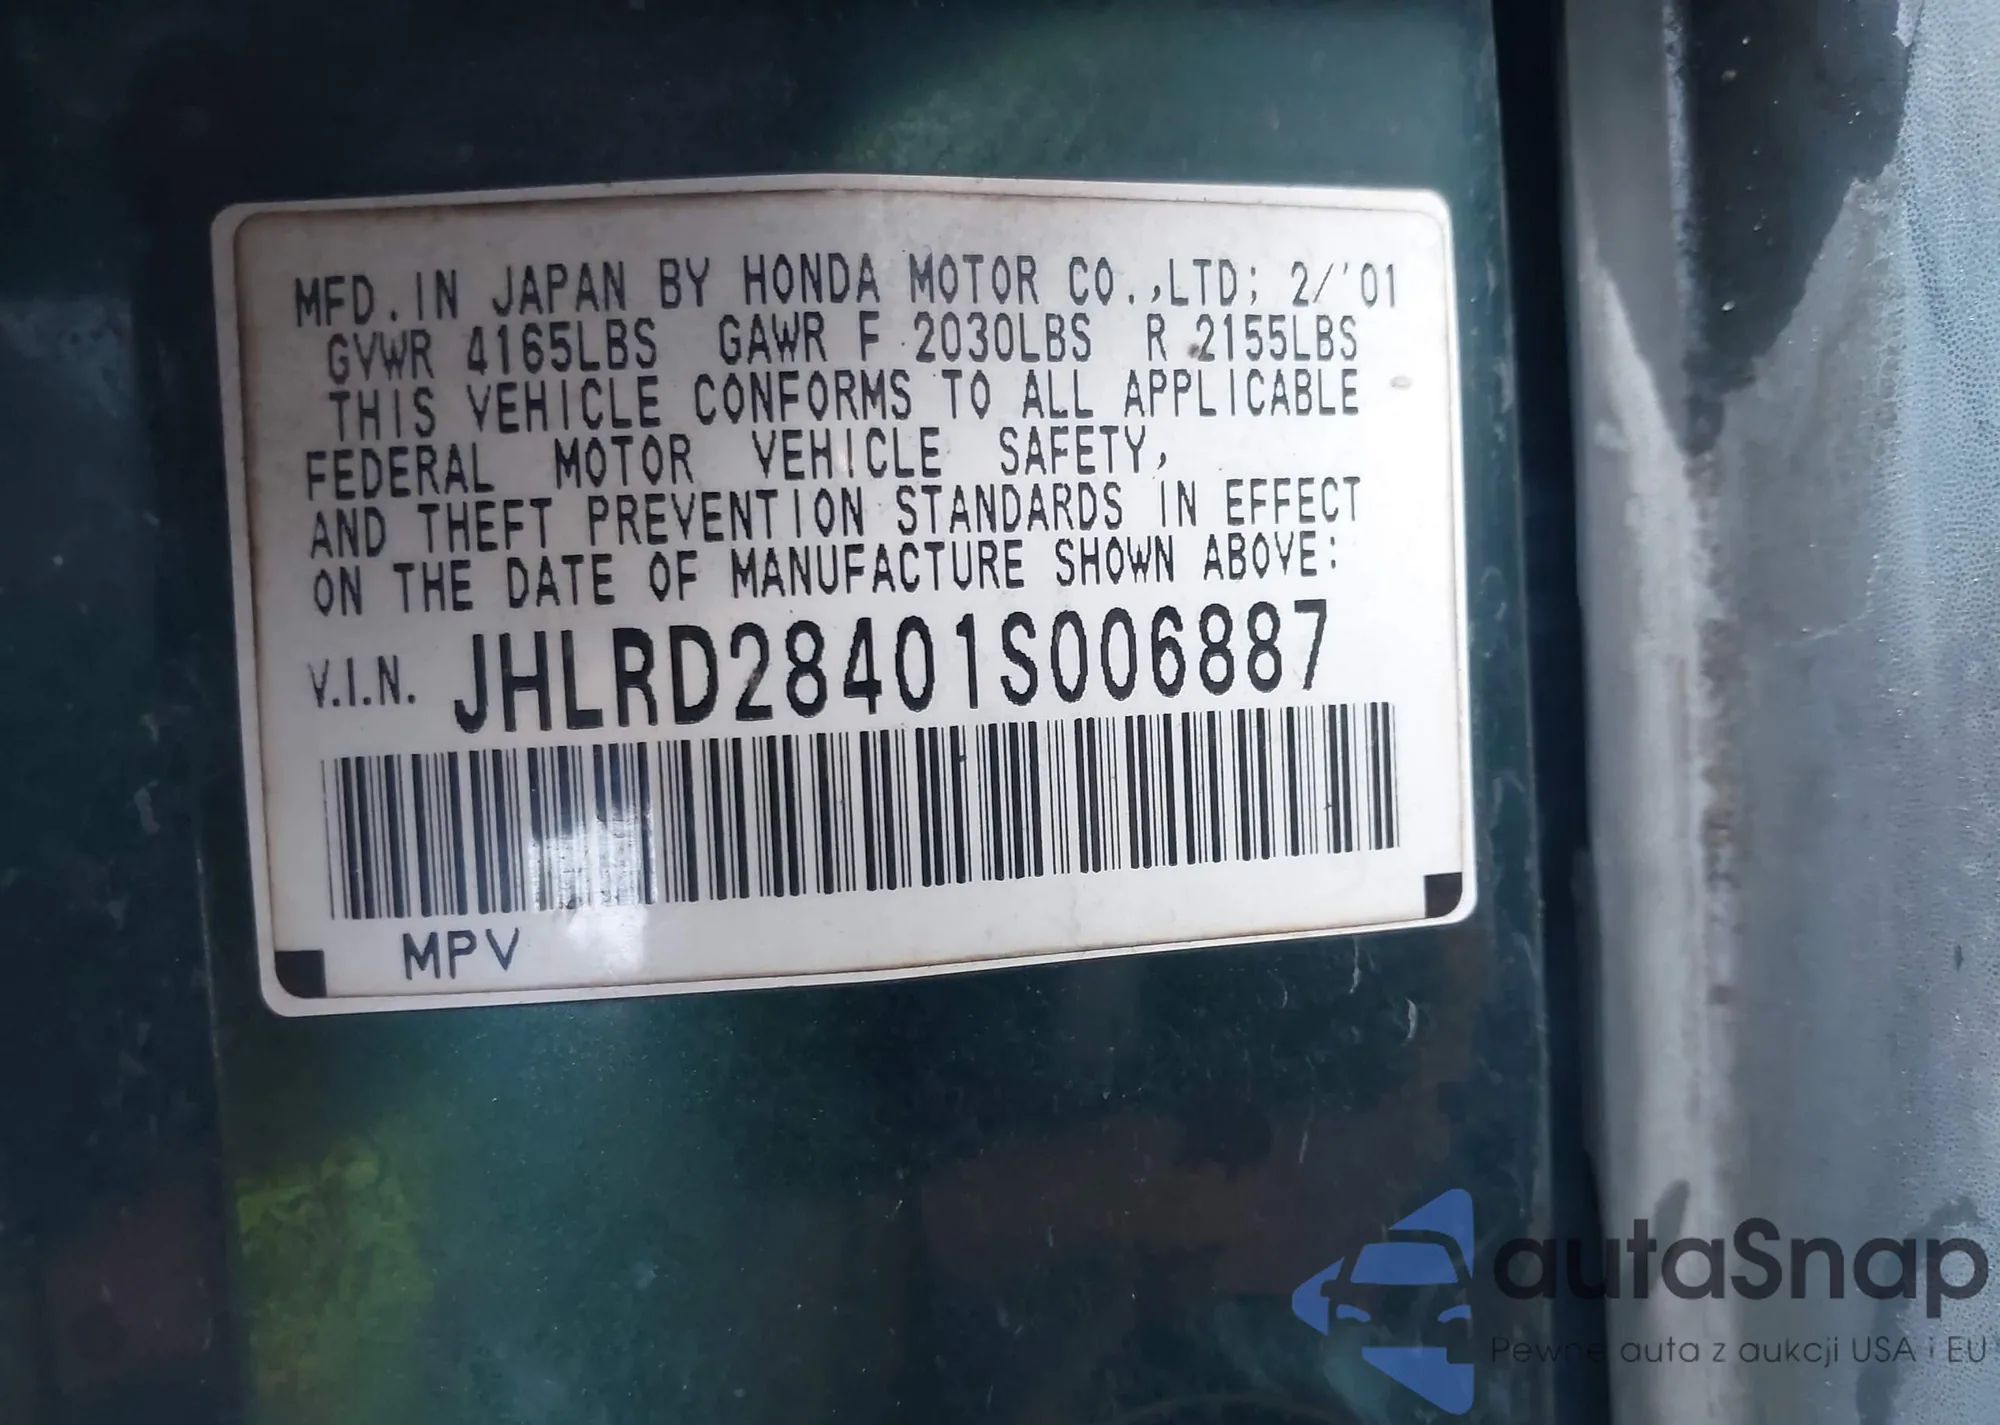 MFD. IN JAPAN BY HONDA MOTOR CO.,LTD; 2/'01
GVWR 4165LBS GAWR F 2030LBS R 2155LBS
THIS VEHICLE CONFORMS TO ALL APPLICABLE
FEDERAL MOTOR VEHICLE SAFETY,
AND THEFT PREVENTION STANDARDS IN EFFECT
ON THE DATE OF MANUFACTURE SHOWN ABOVE:
V.I.N. JHLRD28401S006887
MPV
autaSnap
Pewne auta z aukcji USA i EU